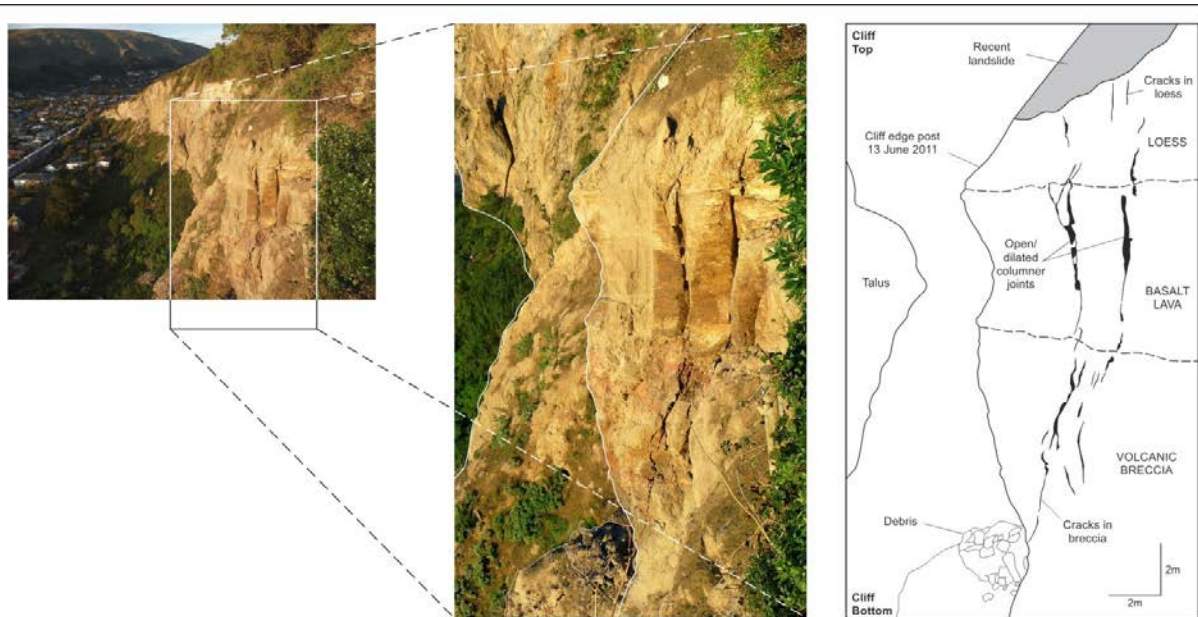 Cliff
Top
Recent
landslide
Cracks in
loess
Cliff edge post
13 June 2011
LOESS
Open/
dilated
columner
joints
Talus
BASALT
LAVA
VOLCANIC
BRECCIA
Debris
Cracks in
breccia
2m
2m
Cliff
Bottom